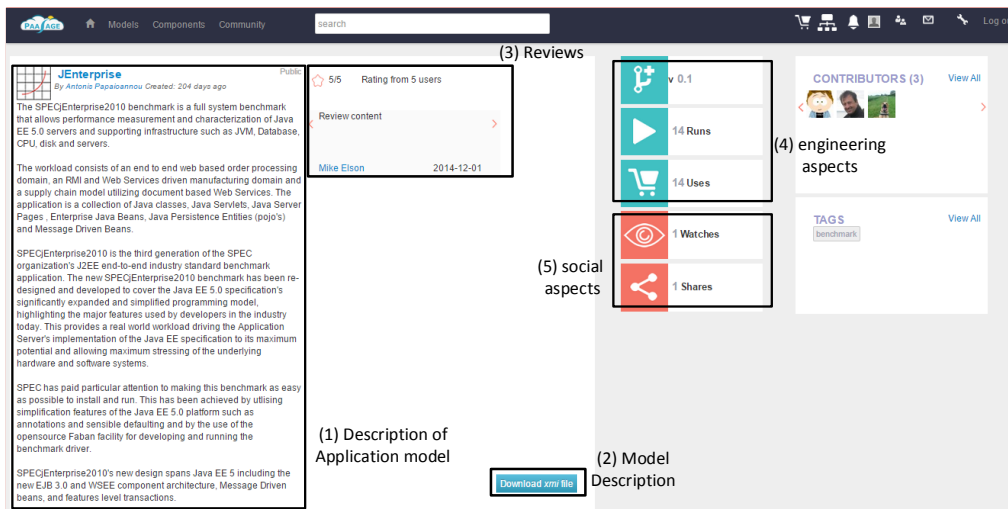 PAASAGE
Models Components Community
search
Log ou
(3) Reviews
JEnterprise
Public
By Antonis Papaioannou Created: 204 days ago
The SPECjEnterprise2010 benchmark is a full system benchmark
that allows performance measurement and characterization of Java
EE 5.0 servers and supporting infrastructure such as JVM, Database,
CPU, disk and servers.
The workload consists of an end to end web based order processing
domain, an RMI and Web Services driven manufacturing domain and
a supply chain model utilizing document based Web Services. The
application is a collection of Java classes, Java Servlets, Java Server
Pages , Enterprise Java Beans, Java Persistence Entities (pojo's)
and Message Driven Beans.
SPECjEnterprise2010 is the third generation of the SPEC
organization's J2EE end-to-end industry standard benchmark
application. The new SPECjEnterprise2010 benchmark has been re-
designed and developed to cover the Java EE 5.0 specification's
significantly expanded and simplified programming model,
highlighting the major features used by developers in the industry
today. This provides a real world workload driving the Application
Server's implementation of the Java EE specification to its maximum
potential and allowing maximum stressing of the underlying
hardware and software systems.
SPEC has paid particular attention to making this benchmark as easy
as possible to install and run. This has been achieved by utlising
simplification features of the Java EE 5.0 platform such as
annotations and sensible defaulting and by the use of the
opensource Faban facility for developing and running the
benchmark driver.
SPECjEnterprise2010's new design spans Java EE 5 including the
new EJB 3.0 and WSEE component architecture, Message Driven
beans, and features level transactions.
5/5 Rating from 5 users
Review content
Mike Elson 2014-12-01
(1) Description of
Application model
(2) Model
Description
Download xmi file
v 0.1
14 Runs
14 Uses
(4) engineering
aspects
1 Watches
1 Shares
(5) social
aspects
CONTRIBUTORS (3)
View All
TAGS
View All
benchmark